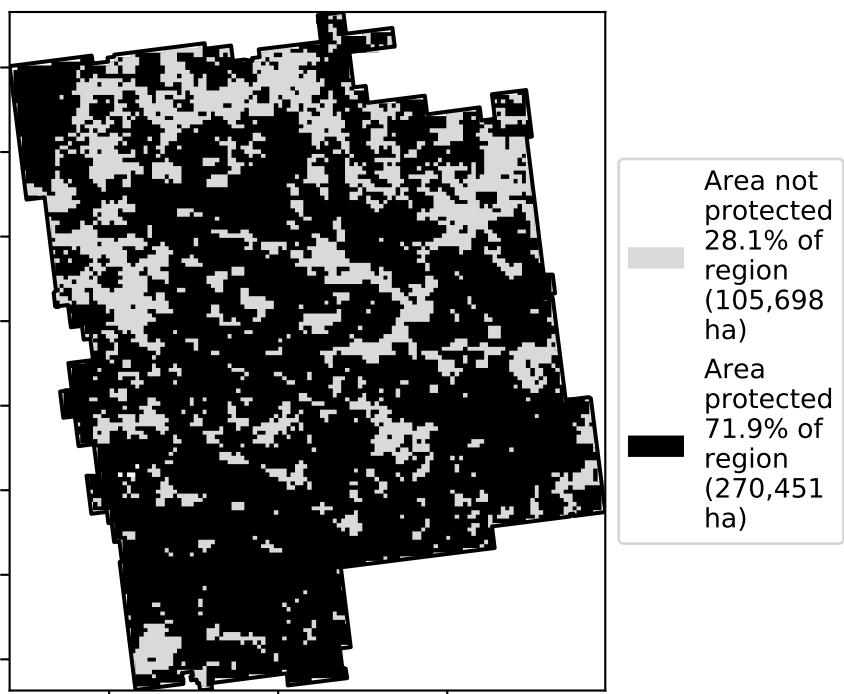 Area not
protected
28.1% of
region
(105,698
ha)
Area
protected
71.9% of
region
(270,451
ha)